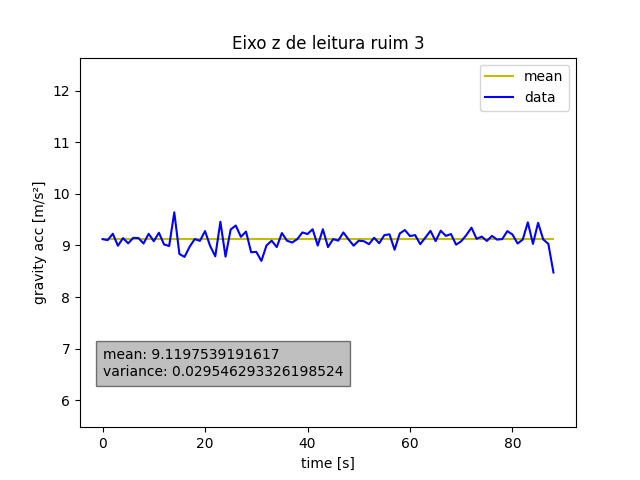 Eixo z de leitura ruim 3
mean
data
12
11
10
9
8
7
6
gravity acc [m/s²]
mean: 9.1197539191617
variance: 0.029546293326198524
0
20
40
60
80
time [s]